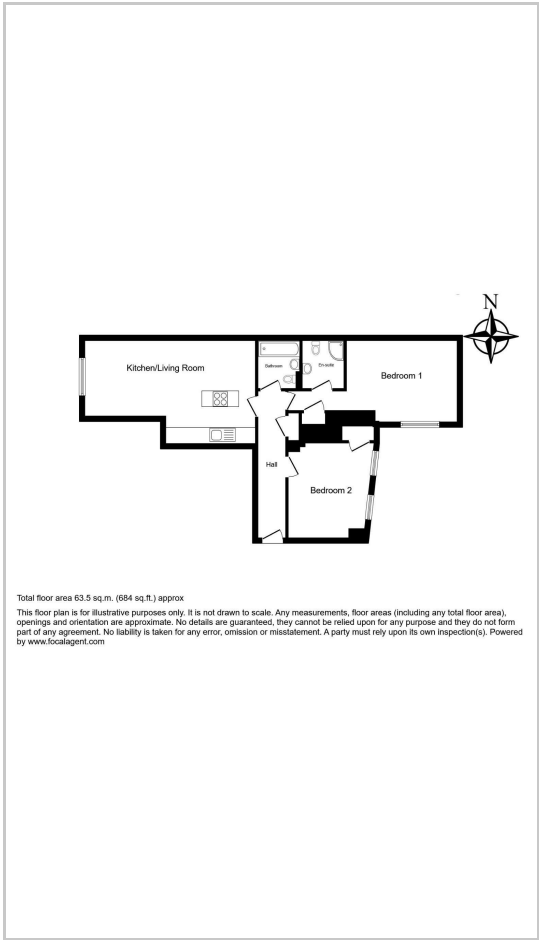 N
Kitchen/Living Room
Bathroom
En-suite
Bedroom 1
Hall
Bedroom 2
Total floor area 63.5 sq.m. (684 sq.ft.) approx
This floor plan is for illustrative purposes only. It is not drawn to scale. Any measurements, floor areas (including any total floor area),
openings and orientation are approximate. No details are guaranteed, they cannot be relied upon for any purpose and they do not form
part of any agreement. No liability is taken for any error, omission or misstatement. A party must rely upon its own inspection(s). Powered
by www.focalagent.com